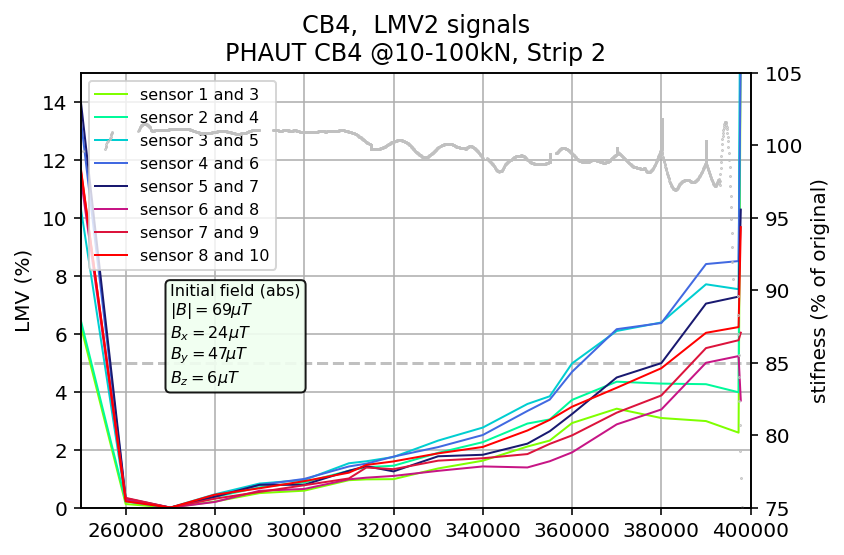 CB4,  LMV2 signals
PHAUT CB4 @10-100kN, Strip 2
LMV (%)
14
12
10
8
6
4
2
0
sensor 1 and 3
sensor 2 and 4
sensor 3 and 5
sensor 4 and 6
sensor 5 and 7
sensor 6 and 8
sensor 7 and 9
sensor 8 and 10
Initial field (abs)
|B| = 69μT
Bₓ = 24μT
B_y = 47μT
B_z = 6μT
105
100
95
90
85
80
75
stifness (% of original)
260000 280000 300000 320000 340000 360000 380000 400000